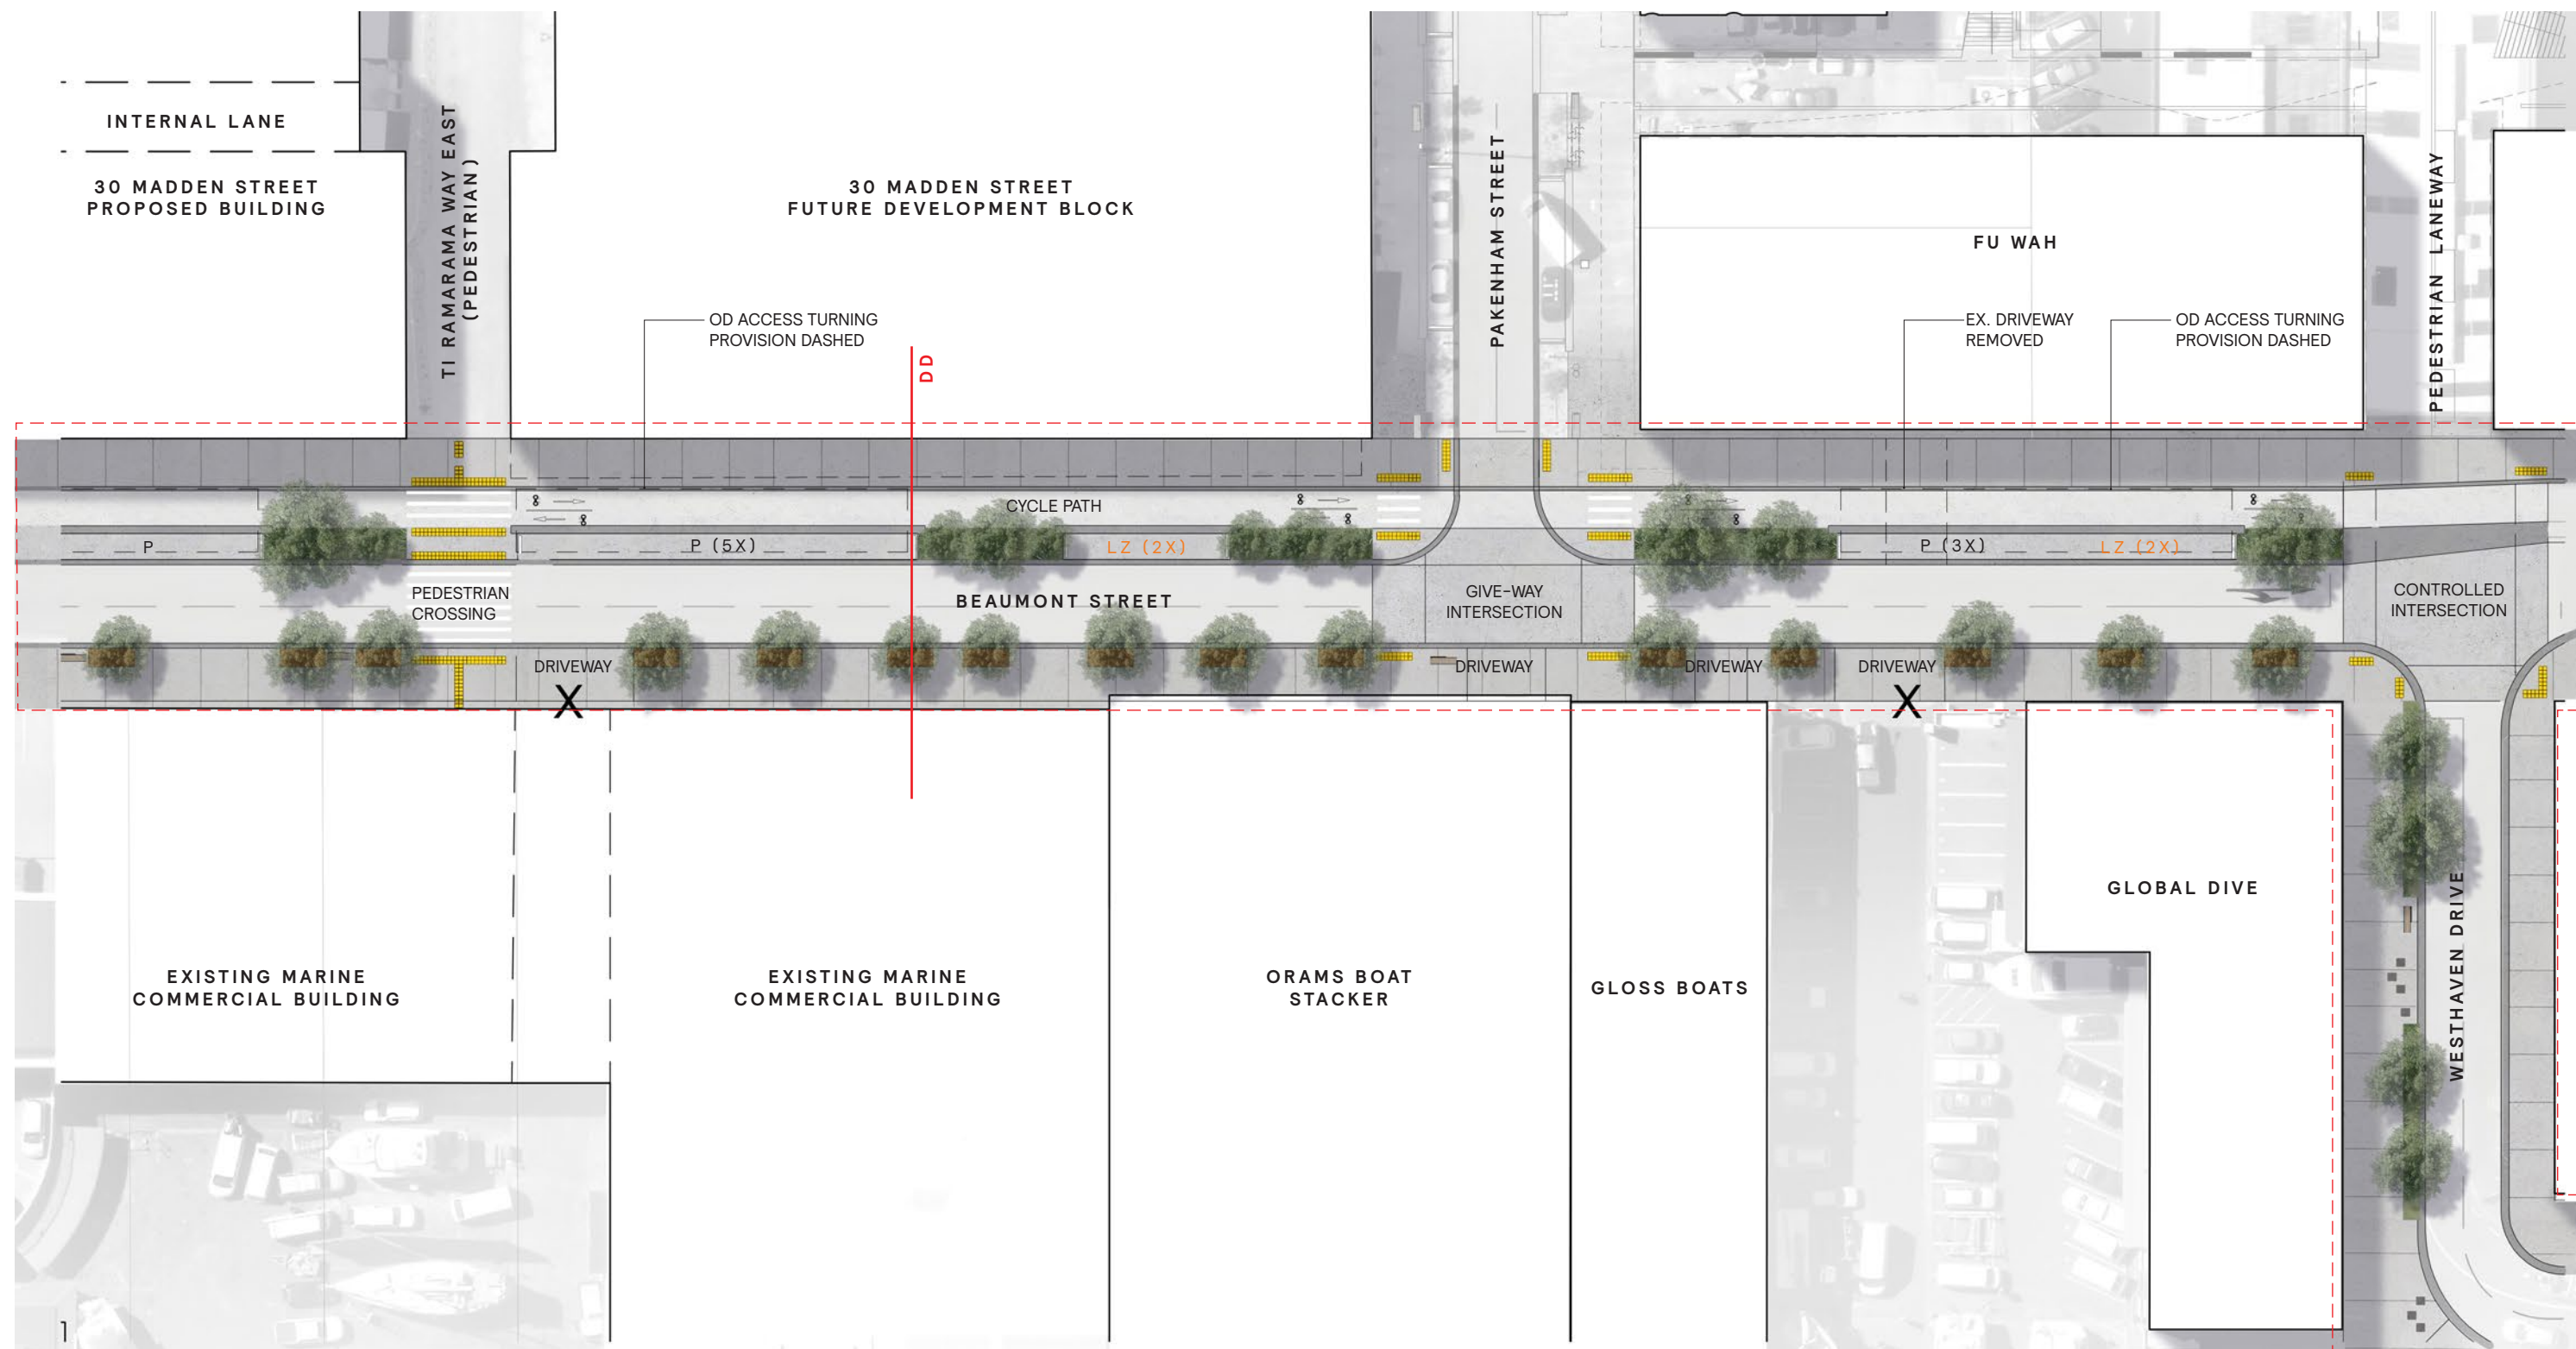 INTERNAL LANE
30 MADDEN STREET
PROPOSED BUILDING
TI RAMARAMA WAY EAST
(PEDESTRIAN)
30 MADDEN STREET
FUTURE DEVELOPMENT BLOCK
OD ACCESS TURNING
PROVISION DASHED
DD
PAKENHAM STREET
FU WAH
EX. DRIVEWAY
REMOVED
OD ACCESS TURNING
PROVISION DASHED
PEDESTRIAN LANEWAY
CYCLE PATH
P
P (5X)
LZ (2X)
P (3X)
LZ (2X)
PEDESTRIAN
CROSSING
BEAUMONT STREET
GIVE-WAY
INTERSECTION
CONTROLLED
INTERSECTION
DRIVEWAY
X
DRIVEWAY
DRIVEWAY
DRIVEWAY
X
EXISTING MARINE
COMMERCIAL BUILDING
EXISTING MARINE
COMMERCIAL BUILDING
ORAMS BOAT
STACKER
GLOSS BOATS
GLOBAL DIVE
WESTHAVEN DRIVE